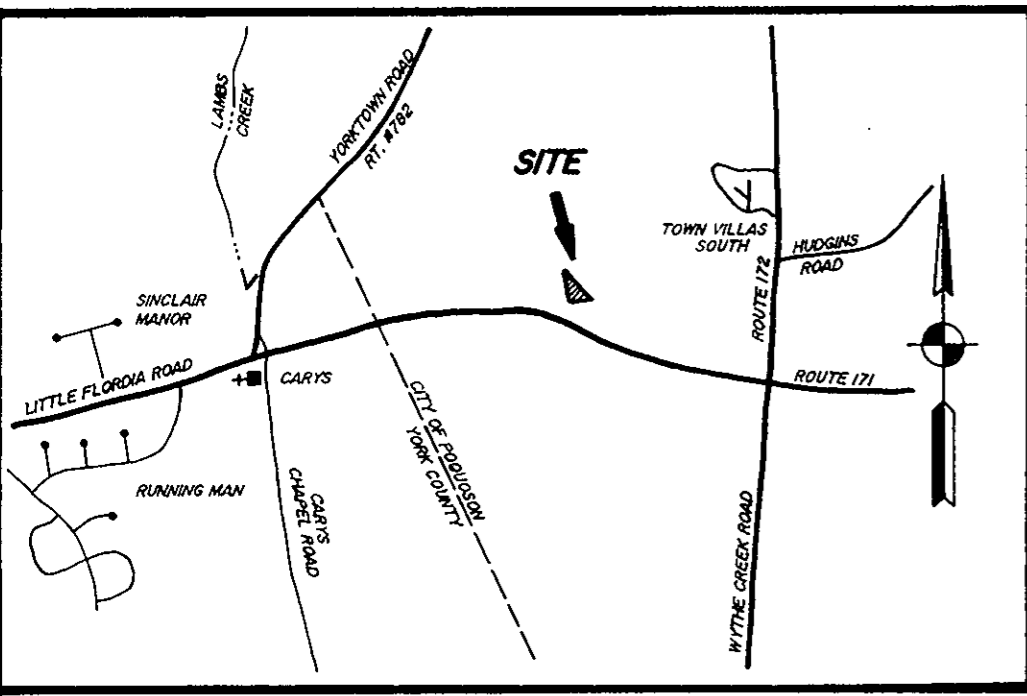 LAMBS
CREEK
YORKTOWN ROAD
RT. #782
SITE
TOWN VILLAS
SOUTH
HUDGINS
ROAD
ROUTE 172
SINCLAIR
MANOR
LITTLE FLORDIA ROAD
CARYS
ROUTE 171
CITY OF POQUOSON
YORK COUNTY
RUNNING MAN
CARYS
CHAPEL ROAD
WYTHE CREEK ROAD